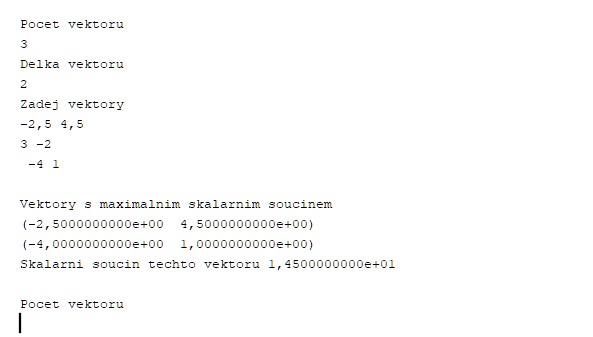 Pocet vektoru
3
Delka vektoru
2
Zadej vektory
-2,5 4,5
3 -2
-4 1
Vektory s maximalnim skalarnim soucinem
(-2,5000000000e+00  4,5000000000e+00)
(-4,0000000000e+00  1,0000000000e+00)
Skalarni soucin techto vektoru 1,4500000000e+01
Pocet vektoru